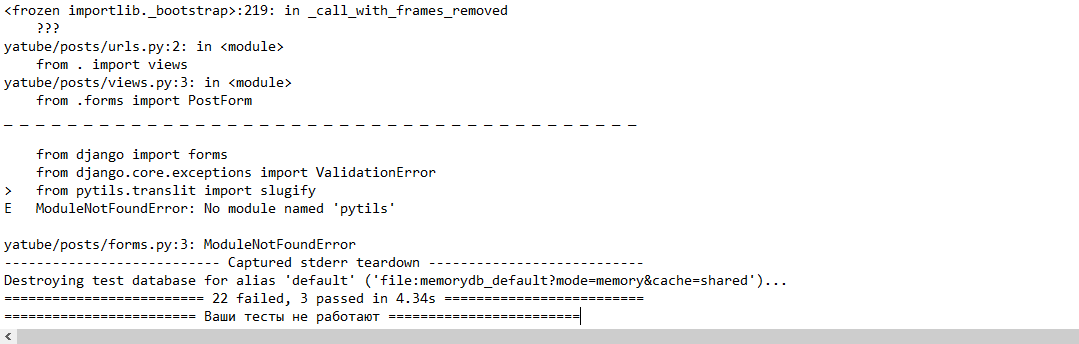 <frozen importlib._bootstrap>:219: in _call_with_frames_removed
    ???
yatube/posts/urls.py:2: in <module>
    from . import views
yatube/posts/views.py:3: in <module>
    from .forms import PostForm
_ _ _ _ _ _ _ _ _ _ _ _ _ _ _ _ _ _ _ _ _ _ _ _ _ _ _ _ _ _ _ _ _ _ _ _ _ _ _ _
    from django import forms
    from django.core.exceptions import ValidationError
>   from pytils.translit import slugify
E   ModuleNotFoundError: No module named 'pytils'
yatube/posts/forms.py:3: ModuleNotFoundError
--------------------------- Captured stderr teardown ---------------------------
Destroying test database for alias 'default' ('file:memorydb_default?mode=memory&cache=shared')...
========================= 22 failed, 3 passed in 4.34s =========================
======================== Ваши тесты не работают ========================